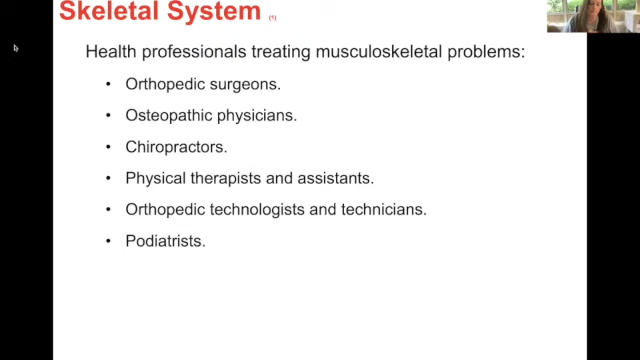 Skeletal System (1)
Health professionals treating musculoskeletal problems:
• Orthopedic surgeons.
• Osteopathic physicians.
• Chiropractors.
• Physical therapists and assistants.
• Orthopedic technologists and technicians.
• Podiatrists.